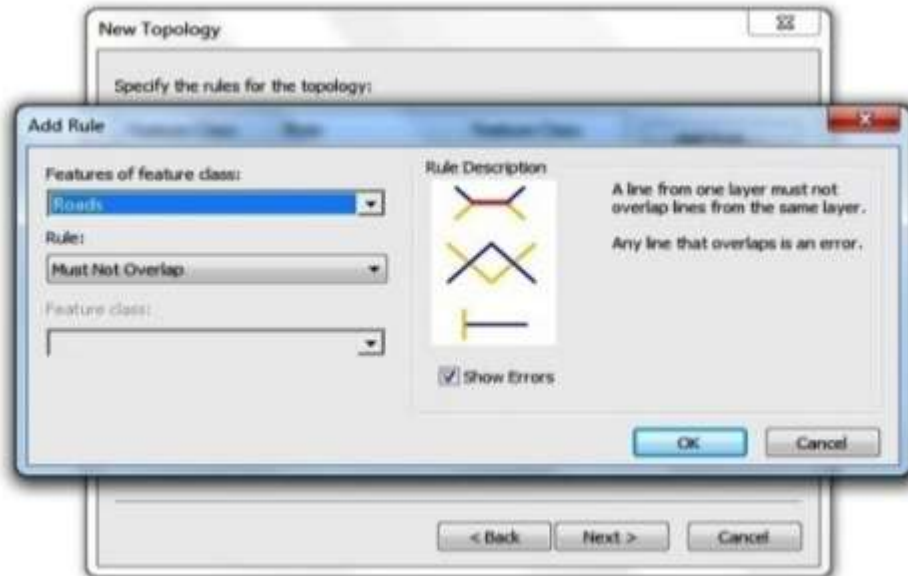 New Topology
Specify the rules for the topology:
Add Rule
Features of feature class:
Roads
Rule:
Must Not Overlap
Feature class:
Rule Description
A line from one layer must not
overlap lines from the same layer.
Any line that overlaps is an error.
Show Errors
OK
Cancel
< Back
Next >
Cancel